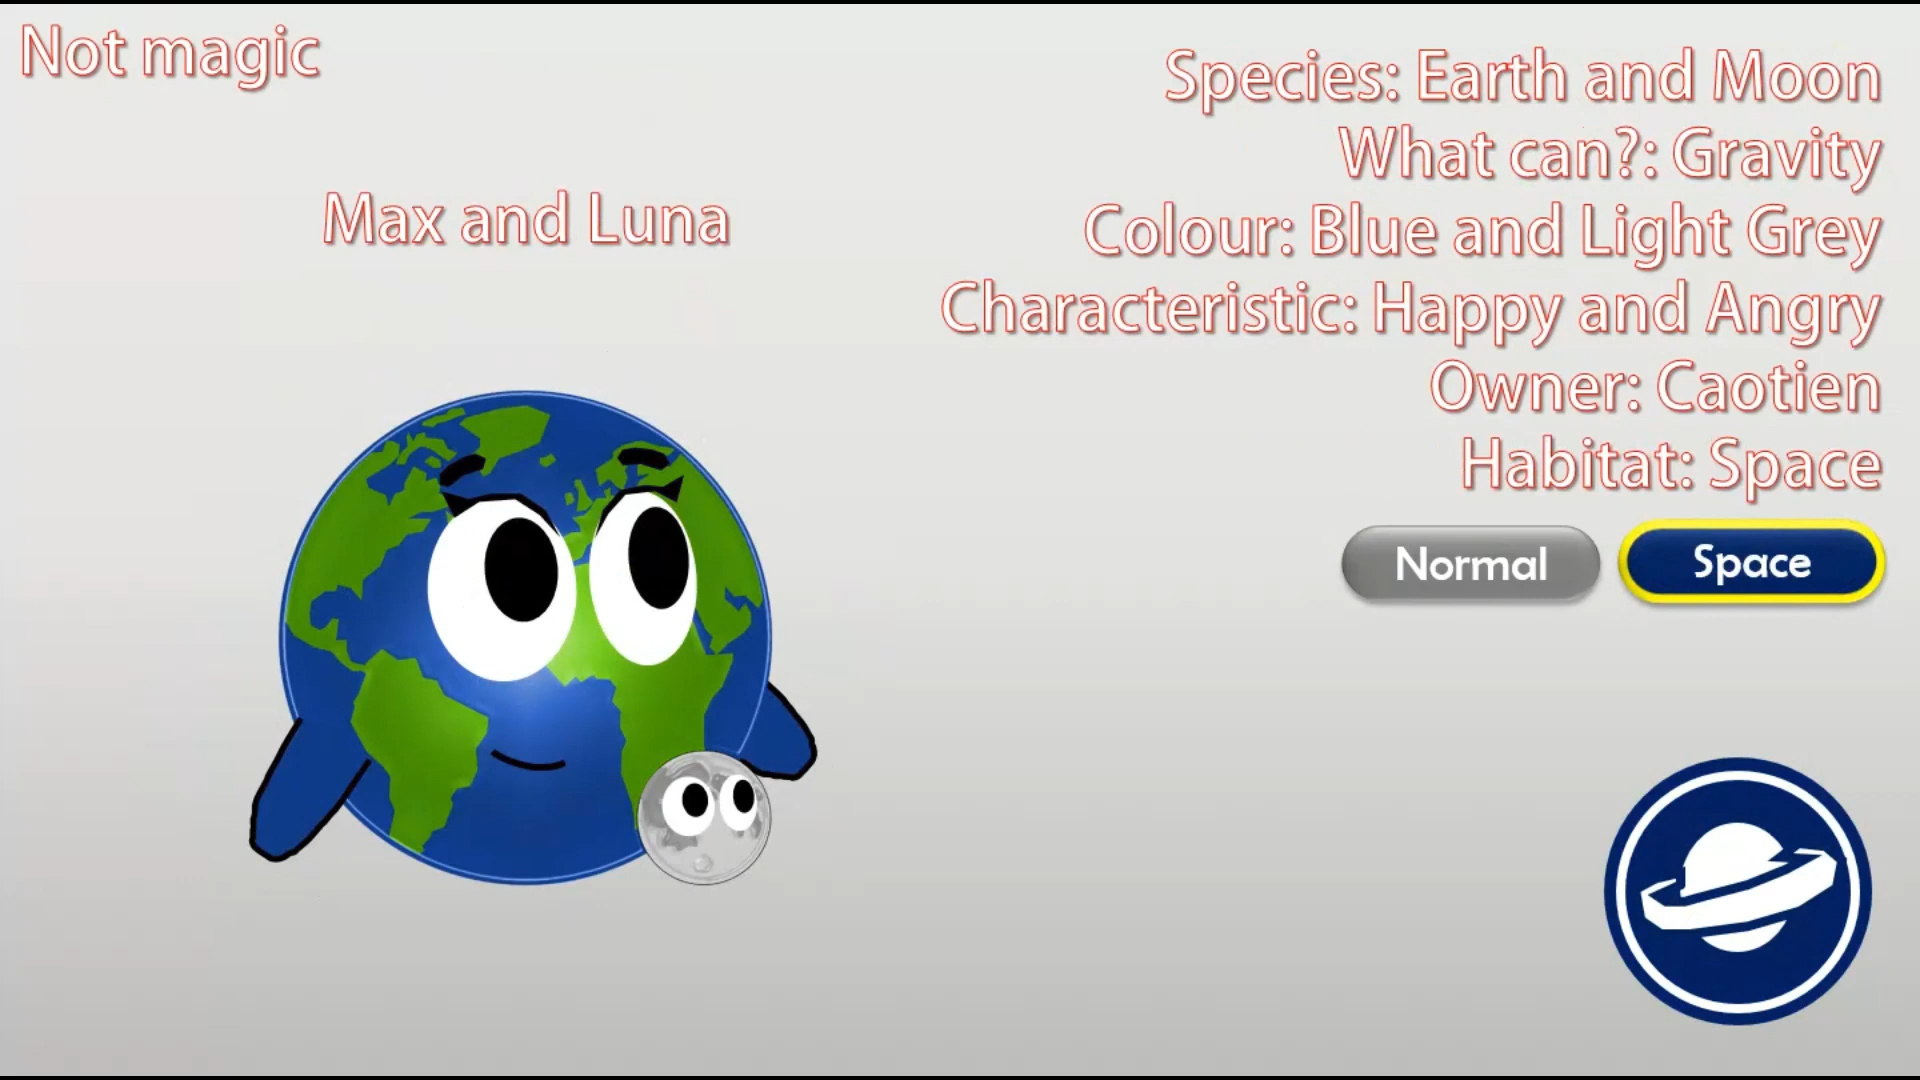 Not magic
Max and Luna
Species: Earth and Moon
What can?: Gravity
Colour: Blue and Light Grey
Characteristic: Happy and Angry
Owner: Caotien
Habitat: Space
Normal
Space